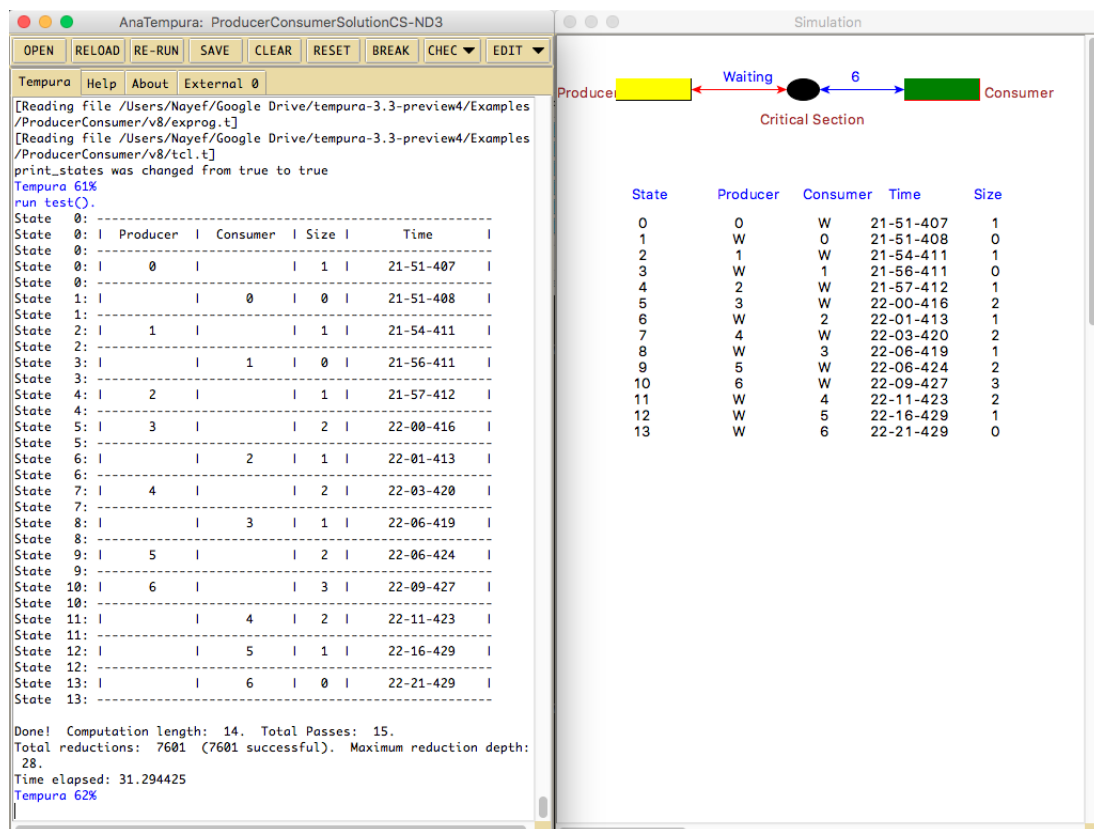 AnaTempura: ProducerConsumerSolutionCS-ND3
OPEN RELOAD RE-RUN SAVE CLEAR RESET BREAK CHEC EDIT
Tempura Help About External 0
[Reading file /Users/Nayef/Google Drive/tempura-3.3-preview4/Examples
/ProducerConsumer/v8/exprog.t]
[Reading file /Users/Nayef/Google Drive/tempura-3.3-preview4/Examples
/ProducerConsumer/v8/tcl.t]
print_states was changed from true to true
Tempura 61%
run test().
State 0: --------------------------------------------------
State 0: | Producer | Consumer | Size | Time |
State 0: --------------------------------------------------
State 0: | 0 | | 1 | 21-51-407 |
State 0: --------------------------------------------------
State 1: | | 0 | 0 | 21-51-408 |
State 1: --------------------------------------------------
State 2: | 1 | | 1 | 21-54-411 |
State 2: --------------------------------------------------
State 3: | | 1 | 0 | 21-56-411 |
State 3: --------------------------------------------------
State 4: | 2 | | 1 | 21-57-412 |
State 4: --------------------------------------------------
State 5: | 3 | | 2 | 22-00-416 |
State 5: --------------------------------------------------
State 6: | | 2 | 1 | 22-01-413 |
State 6: --------------------------------------------------
State 7: | 4 | | 2 | 22-03-420 |
State 7: --------------------------------------------------
State 8: | | 3 | 1 | 22-06-419 |
State 8: --------------------------------------------------
State 9: | 5 | | 2 | 22-06-424 |
State 9: --------------------------------------------------
State 10: | 6 | | 3 | 22-09-427 |
State 10: --------------------------------------------------
State 11: | | 4 | 2 | 22-11-423 |
State 11: --------------------------------------------------
State 12: | | 5 | 1 | 22-16-429 |
State 12: --------------------------------------------------
State 13: | | 6 | 0 | 22-21-429 |
State 13: --------------------------------------------------
Done! Computation length: 14. Total Passes: 15.
Total reductions: 7601 (7601 successful). Maximum reduction depth:
28.
Time elapsed: 31.294425
Tempura 62%
Simulation
Waiting 6
Producer Consumer
Critical Section
State Producer Consumer Time Size
0 0 W 21-51-407 1
1 W 0 21-51-408 0
2 1 W 21-54-411 1
3 W 1 21-56-411 0
4 2 W 21-57-412 1
5 3 W 22-00-416 2
6 W 2 22-01-413 1
7 4 W 22-03-420 2
8 W 3 22-06-419 1
9 5 W 22-06-424 2
10 6 W 22-09-427 3
11 W 4 22-11-423 2
12 W 5 22-16-429 1
13 W 6 22-21-429 0